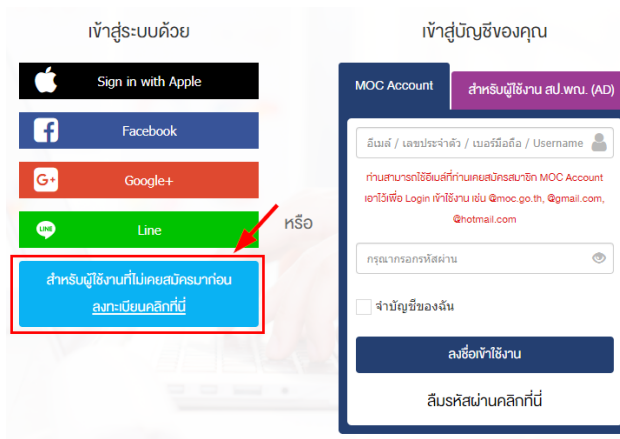 เข้าสู่ระบบด้วย
Sign in with Apple
Facebook
G+ Google+
LINE Line
สำหรับผู้ใช้งานที่ไม่เคยสมัครมาก่อน
ลงทะเบียนคลิกที่นี่
หรือ
เข้าสู่บัญชีของคุณ
MOC Account
สำหรับผู้ใช้งาน สป.พณ. (AD)
อีเมล์ / เลขประจำตัว / เบอร์มือถือ / Username
ท่านสามารถใช้อีเมล์ที่ท่านเคยสมัครสมาชิก MOC Account
เอาไว้เพื่อ Login เข้าใช้งาน เช่น @moc.go.th, @gmail.com,
@hotmail.com
กรุณากรอกรหัสผ่าน
จำบัญชีของฉัน
ลงชื่อเข้าใช้งาน
ลืมรหัสผ่านคลิกที่นี่